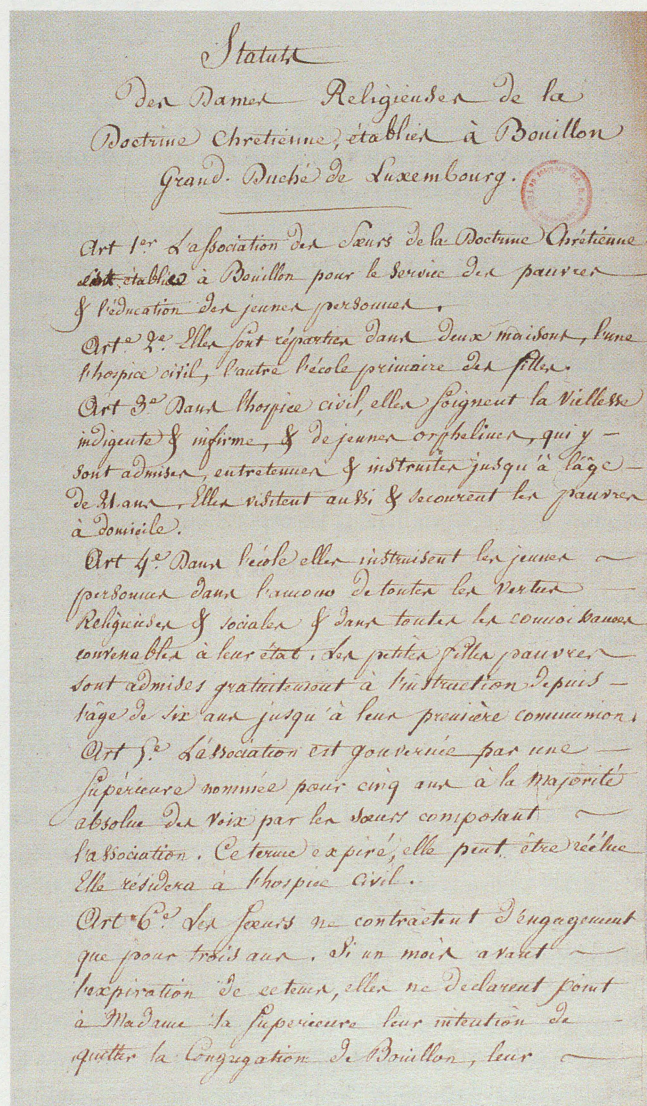 Statuts
Des Dames Religieuses de la
Doctrine Chretienne, établies à Bouillon
Grand. Duché de Luxembourg.
Art 1er L'association des Sœurs de la Doctrine Chrétienne
est établie à Bouillon pour le service des pauvres
& l'éducation des jeunes personnes.
Arte 2e Elles sont réparties dans deux maisons, l'une
l'hospice civil, l'autre l'école primaire des filles.
Art 3e Dans l'hospice civil, elles soignent la viellesse
indigente & infirme, & de jeunes orphelines, qui y —
sont admises, entretenues & instruites jusqu'à l'âge —
de 21 ans. Elles visitent aussi & secourent les pauvres
à domicile.
Art 4e Dans l'école elles instruisent les jeunes —
personnes dans l'amour de toutes les vertus —
Religieuses & sociales & dans toutes les connoissances
convenables à leur état. Les petites filles pauvres
sont admises gratuitement à l'instruction depuis —
l'âge de six ans jusqu'à leur première communion.
Art 5e L'association est gouvernée par une —
Supérieure nommée pour cinq ans à la majorité
absolue des voix par les sœurs composant —
l'association. Ce terme expiré, elle peut être réélue
Elle résidera à l'hospice civil.
Art 6e Les Sœurs ne contractent d'engagement
que pour trois ans. Si un mois avant —
l'expiration de ce tems, elles ne declarent point
à Madame la Superieure leur intention de —
quitter la Congregation de Bouillon, leur —